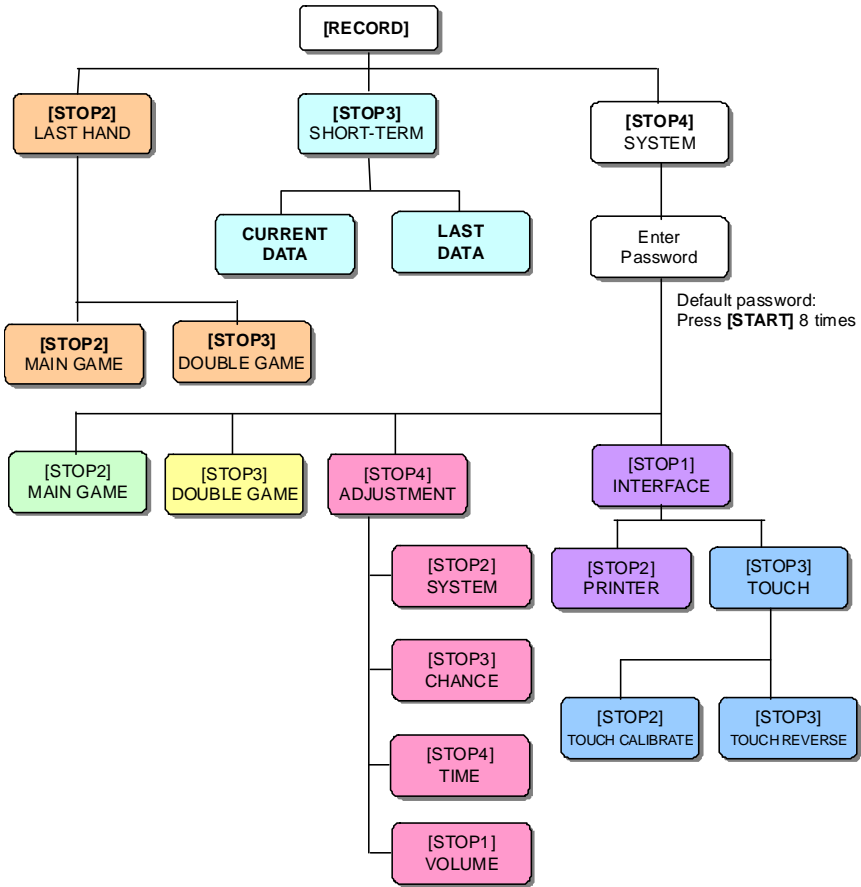 [RECORD]
[STOP2]
LAST HAND
[STOP3]
SHORT-TERM
[STOP4]
SYSTEM
CURRENT
DATA
LAST
DATA
Enter
Password
Default password:
Press [START] 8 times
[STOP2]
MAIN GAME
[STOP3]
DOUBLE GAME
[STOP2]
MAIN GAME
[STOP3]
DOUBLE GAME
[STOP4]
ADJUSTMENT
[STOP1]
INTERFACE
[STOP2]
SYSTEM
[STOP2]
PRINTER
[STOP3]
TOUCH
[STOP3]
CHANCE
[STOP2]
TOUCH CALIBRATE
[STOP3]
TOUCH REVERSE
[STOP4]
TIME
[STOP1]
VOLUME